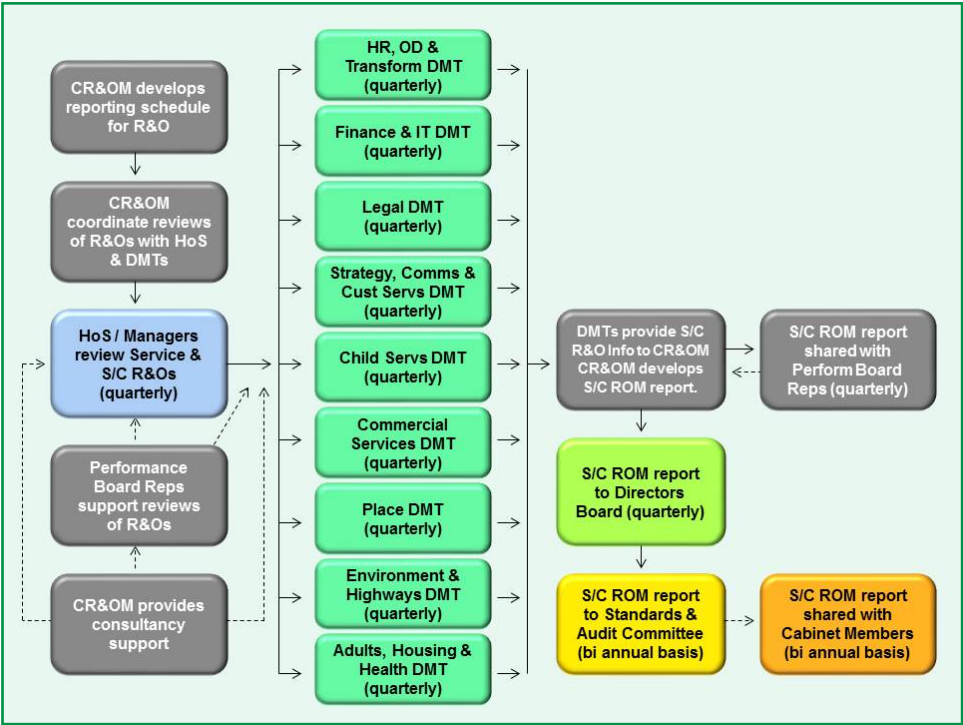 CR&OM develops
reporting schedule
for R&O
CR&OM
coordinate reviews
of R&Os with HoS
& DMTs
HoS / Managers
review Service &
S/C R&Os
(quarterly)
Performance
Board Reps
support reviews
of R&Os
CR&OM provides
consultancy
support
HR, OD &
Transform DMT
(quarterly)
Finance & IT DMT
(quarterly)
Legal DMT
(quarterly)
Strategy, Comms &
Cust Servs DMT
(quarterly)
Child Servs DMT
(quarterly)
Commercial
Services DMT
(quarterly)
Place DMT
(quarterly)
Environment &
Highways DMT
(quarterly)
Adults, Housing &
Health DMT
(quarterly)
DMTs provide S/C
R&O Info to CR&OM
CR&OM develops
S/C ROM report.
S/C ROM report
shared with
Perform Board
Reps (quarterly)
S/C ROM report
to Directors
Board (quarterly)
S/C ROM report
to Standards &
Audit Committee
(bi annual basis)
S/C ROM report
shared with
Cabinet Members
(bi annual basis)